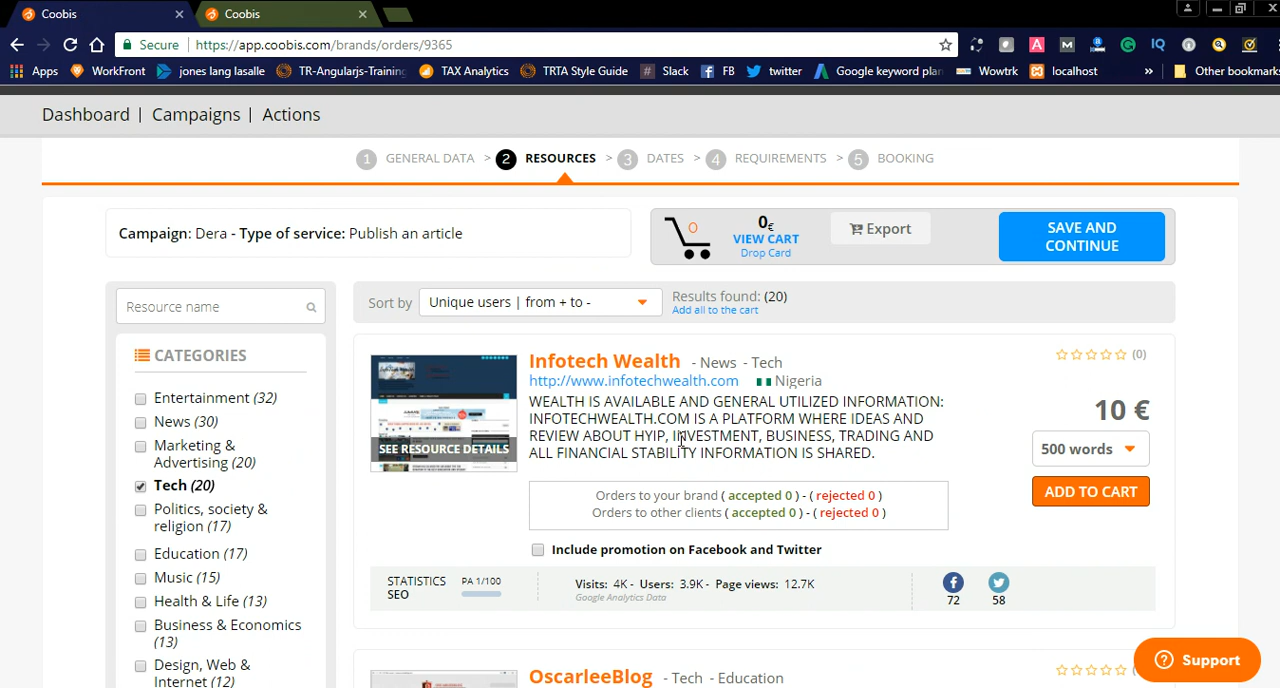 Coobis
Coobis
Secure https://app.coobis.com/brands/orders/9365
Apps WorkFront jones lang lasalle TR-Angularjs-Training TAX Analytics TRTA Style Guide Slack FB twitter Google keyword plan Wowtrk localhost » Other bookmarks
Dashboard | Campaigns | Actions
1 GENERAL DATA > 2 RESOURCES > 3 DATES > 4 REQUIREMENTS > 5 BOOKING
Campaign: Dera - Type of service: Publish an article
0
0€
VIEW CART
Drop Card
Export
SAVE AND
CONTINUE
Resource name
CATEGORIES
Entertainment (32)
News (30)
Marketing &
Advertising (20)
Tech (20)
Politics, society &
religion (17)
Education (17)
Music (15)
Health & Life (13)
Business & Economics
(13)
Design, Web &
Internet (12)
Sort by Unique users | from + to -
Results found: (20)
Add all to the cart
Infotech Wealth - News - Tech
http://www.infotechwealth.com Nigeria
WEALTH IS AVAILABLE AND GENERAL UTILIZED INFORMATION:
INFOTECHWEALTH.COM IS A PLATFORM WHERE IDEAS AND
REVIEW ABOUT HYIP, INVESTMENT, BUSINESS, TRADING AND
ALL FINANCIAL STABILITY INFORMATION IS SHARED.
SEE RESOURCE DETAILS
(0)
10 €
500 words
ADD TO CART
Orders to your brand ( accepted 0 ) - ( rejected 0 )
Orders to other clients ( accepted 0 ) - ( rejected 0 )
Include promotion on Facebook and Twitter
STATISTICS
SEO
PA 1/100
Visits: 4K - Users: 3.9K - Page views: 12.7K
Google Analytics Data
72
58
OscarleeBlog - Tech - Education
Support